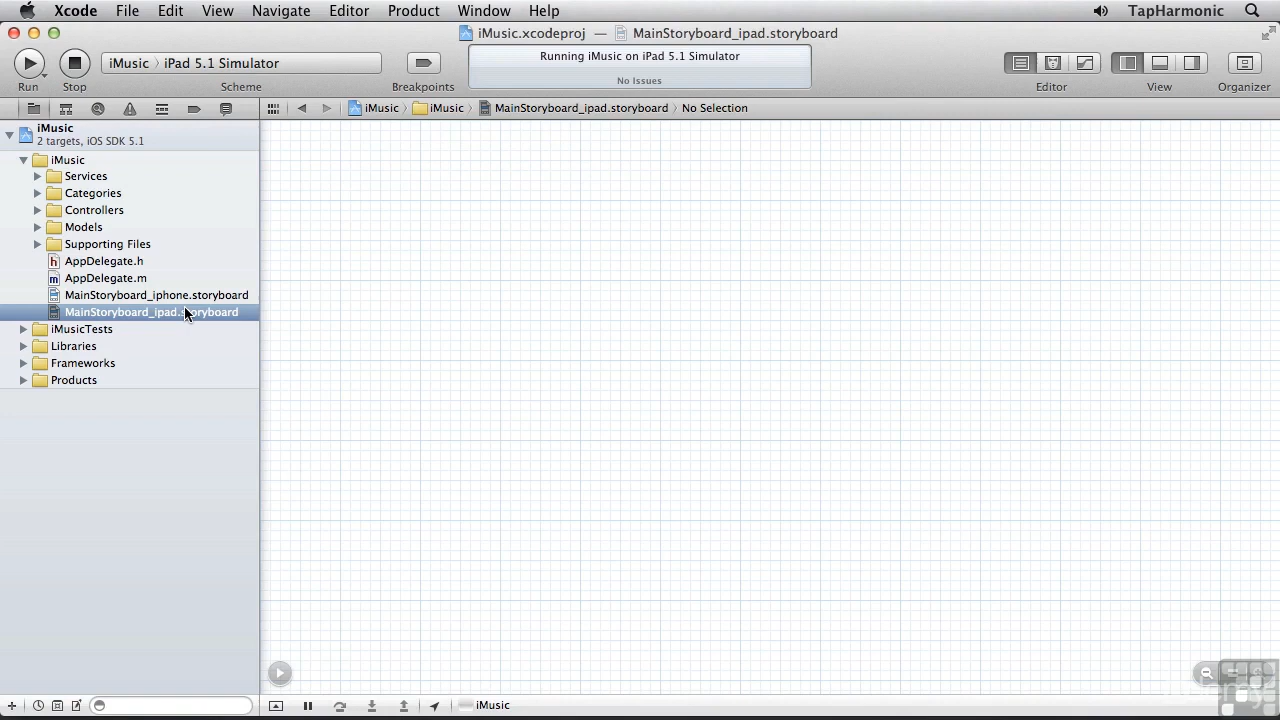 Xcode File Edit View Navigate Editor Product Window Help TapHarmonic
iMusic.xcodeproj — MainStoryboard_ipad.storyboard
iMusic iPad 5.1 Simulator
Running iMusic on iPad 5.1 Simulator
No Issues
Run Stop Scheme Breakpoints Editor View Organizer
iMusic iMusic MainStoryboard_ipad.storyboard No Selection
iMusic
2 targets, iOS SDK 5.1
iMusic
Services
Categories
Controllers
Models
Supporting Files
AppDelegate.h
AppDelegate.m
MainStoryboard_iphone.storyboard
MainStoryboard_ipad.storyboard
iMusicTests
Libraries
Frameworks
Products
iMusic